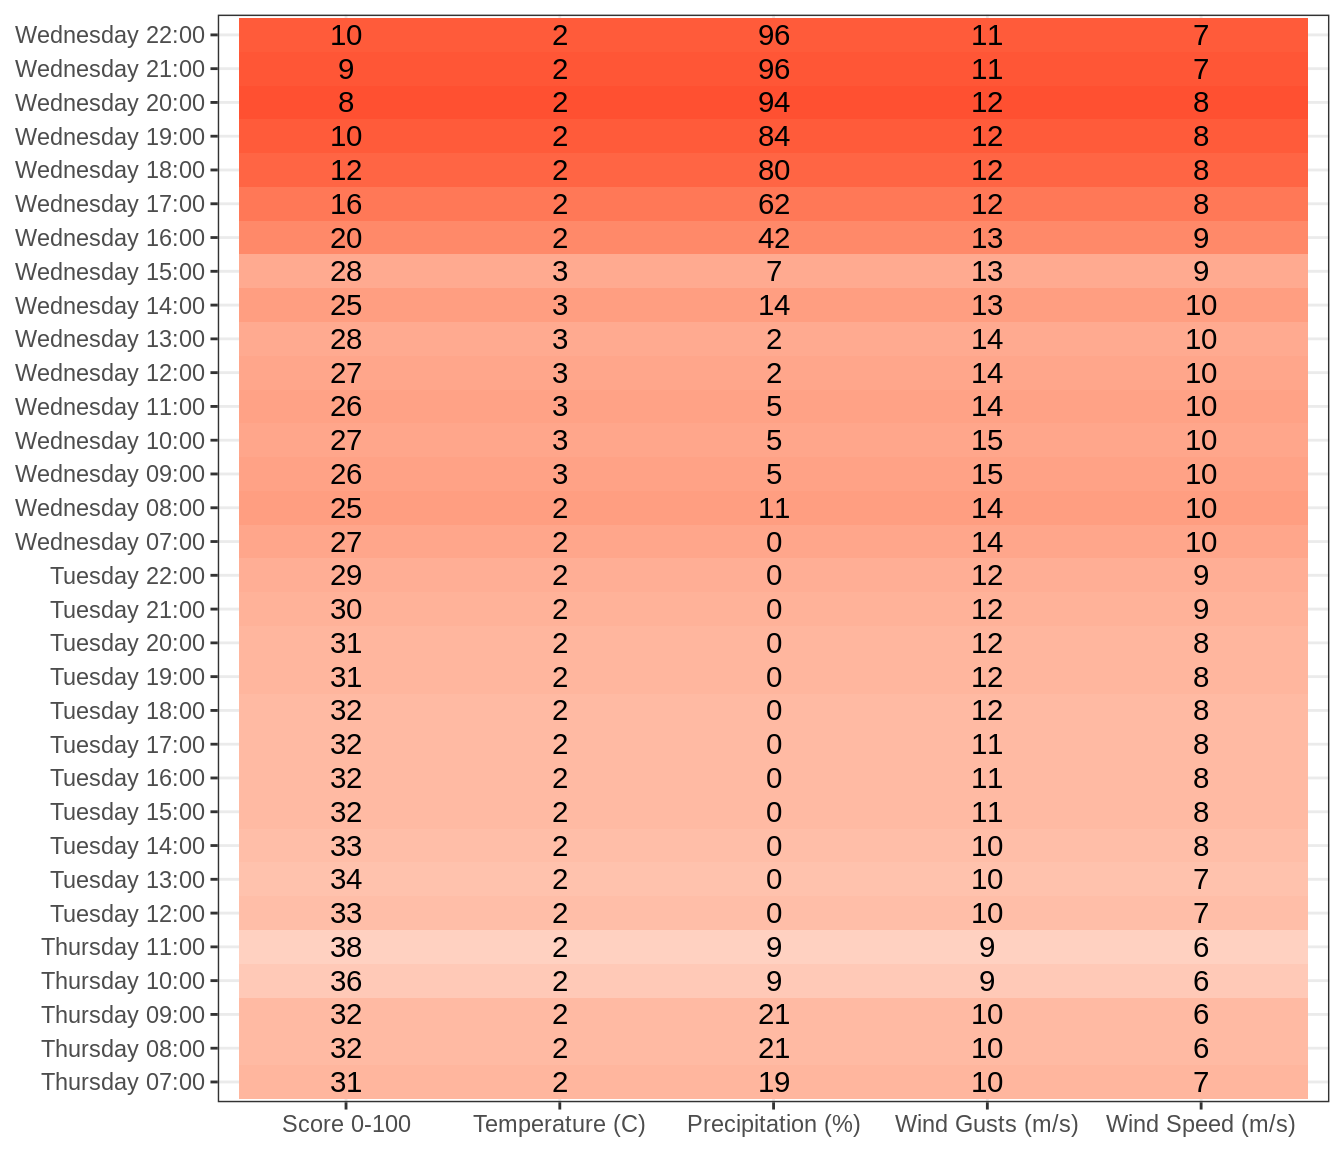 Wednesday 22:00 10 2 96 11 7
Wednesday 21:00 9 2 96 11 7
Wednesday 20:00 8 2 94 12 8
Wednesday 19:00 10 2 84 12 8
Wednesday 18:00 12 2 80 12 8
Wednesday 17:00 16 2 62 12 8
Wednesday 16:00 20 2 42 13 9
Wednesday 15:00 28 3 7 13 9
Wednesday 14:00 25 3 14 13 10
Wednesday 13:00 28 3 2 14 10
Wednesday 12:00 27 3 2 14 10
Wednesday 11:00 26 3 5 14 10
Wednesday 10:00 27 3 5 15 10
Wednesday 09:00 26 3 5 15 10
Wednesday 08:00 25 2 11 14 10
Wednesday 07:00 27 2 0 14 10
Tuesday 22:00 29 2 0 12 9
Tuesday 21:00 30 2 0 12 9
Tuesday 20:00 31 2 0 12 8
Tuesday 19:00 31 2 0 12 8
Tuesday 18:00 32 2 0 12 8
Tuesday 17:00 32 2 0 11 8
Tuesday 16:00 32 2 0 11 8
Tuesday 15:00 32 2 0 11 8
Tuesday 14:00 33 2 0 10 8
Tuesday 13:00 34 2 0 10 7
Tuesday 12:00 33 2 0 10 7
Thursday 11:00 38 2 9 9 6
Thursday 10:00 36 2 9 9 6
Thursday 09:00 32 2 21 10 6
Thursday 08:00 32 2 21 10 6
Thursday 07:00 31 2 19 10 7
Score 0-100 Temperature (C) Precipitation (%) Wind Gusts (m/s) Wind Speed (m/s)